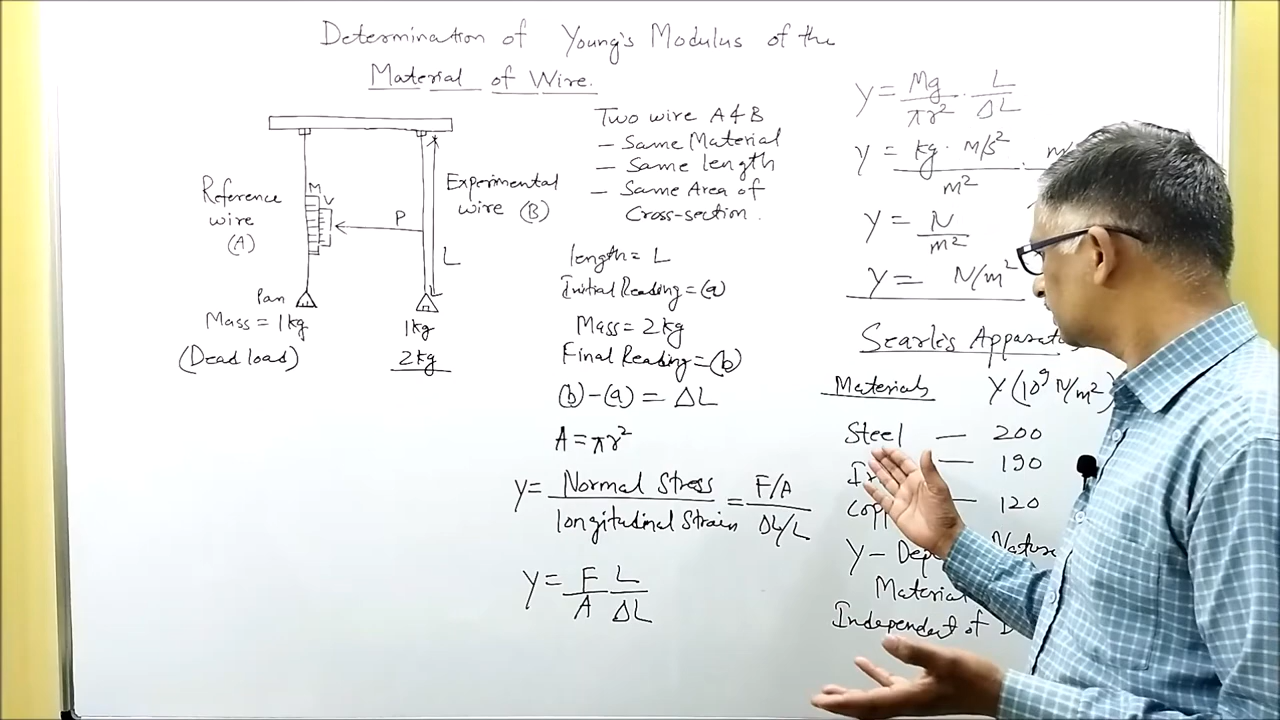 Determination of Young's Modulus of the
Material of Wire.
Reference
wire
(A)
M
V
P
Experimental
wire (B)
L
Pan
Mass = 1kg
(Dead load)
1kg
2kg
Two wire A & B
— Same Material
— Same length
— Same Area of
Cross-section.
length = L
Initial Reading = (a)
Mass = 2kg
Final Reading = (b)
(b) - (a) = ΔL
A = πr²
Y = Normal Stress / longitudinal Strain = F/A / ΔL/L
Y = F/A L/ΔL
Y = Mg/πr² · L/ΔL
Y = kg · m/s² / m² ·
Y = N/m²
Y = N/m²
Searle's Apparatus
Materials Y (10⁹ N/m²)
Steel — 200
— 190
— 120
Y — Nature
Material
Independent of